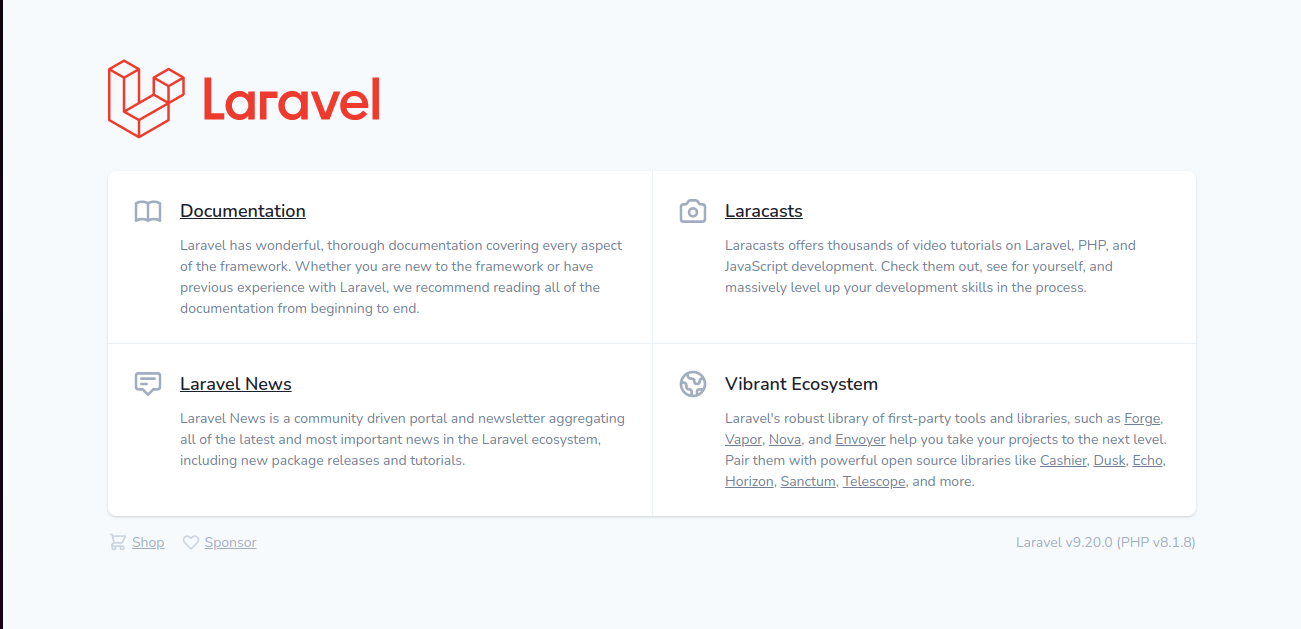 Laravel
Documentation
Laravel has wonderful, thorough documentation covering every aspect
of the framework. Whether you are new to the framework or have
previous experience with Laravel, we recommend reading all of the
documentation from beginning to end.
Laracasts
Laracasts offers thousands of video tutorials on Laravel, PHP, and
JavaScript development. Check them out, see for yourself, and
massively level up your development skills in the process.
Laravel News
Laravel News is a community driven portal and newsletter aggregating
all of the latest and most important news in the Laravel ecosystem,
including new package releases and tutorials.
Vibrant Ecosystem
Laravel's robust library of first-party tools and libraries, such as Forge,
Vapor, Nova, and Envoyer help you take your projects to the next level.
Pair them with powerful open source libraries like Cashier, Dusk, Echo,
Horizon, Sanctum, Telescope, and more.
Shop
Sponsor
Laravel v9.20.0 (PHP v8.1.8)